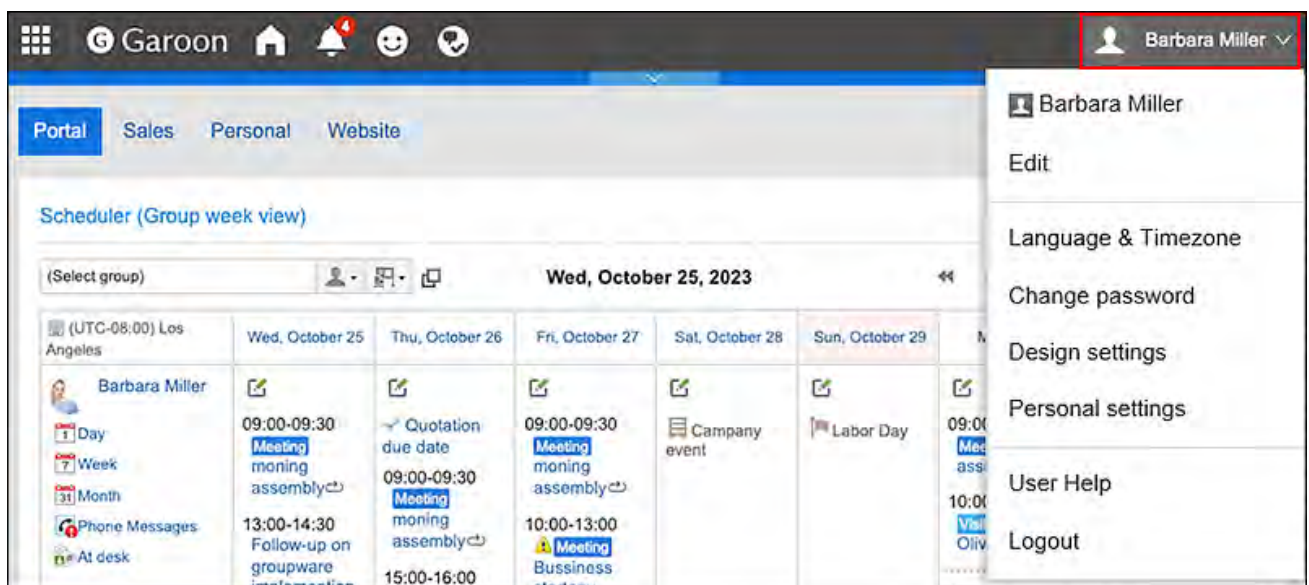 Garoon 4 Barbara Miller
Portal Sales Personal Website
Scheduler (Group week view)
(Select group) Wed, October 25, 2023
(UTC-08:00) Los
Angeles
Wed, October 25
Thu, October 26
Fri, October 27
Sat, October 28
Sun, October 29
Barbara Miller
Day
Week
Month
Phone Messages
At desk
09:00-09:30
Meeting
moning
assembly
13:00-14:30
Follow-up on
groupware
Quotation
due date
09:00-09:30
Meeting
moning
assembly
15:00-16:00
09:00-09:30
Meeting
moning
assembly
10:00-13:00
Meeting
Bussiness
Campany
event
Labor Day
Barbara Miller
Edit
Language & Timezone
Change password
Design settings
Personal settings
User Help
Logout